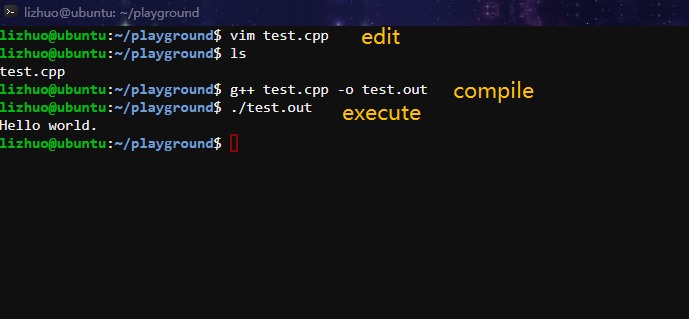 lizhuo@ubuntu: ~/playground
lizhuo@ubuntu:~/playground$ vim test.cpp edit
lizhuo@ubuntu:~/playground$ ls
test.cpp
lizhuo@ubuntu:~/playground$ g++ test.cpp -o test.out compile
lizhuo@ubuntu:~/playground$ ./test.out execute
Hello world.
lizhuo@ubuntu:~/playground$